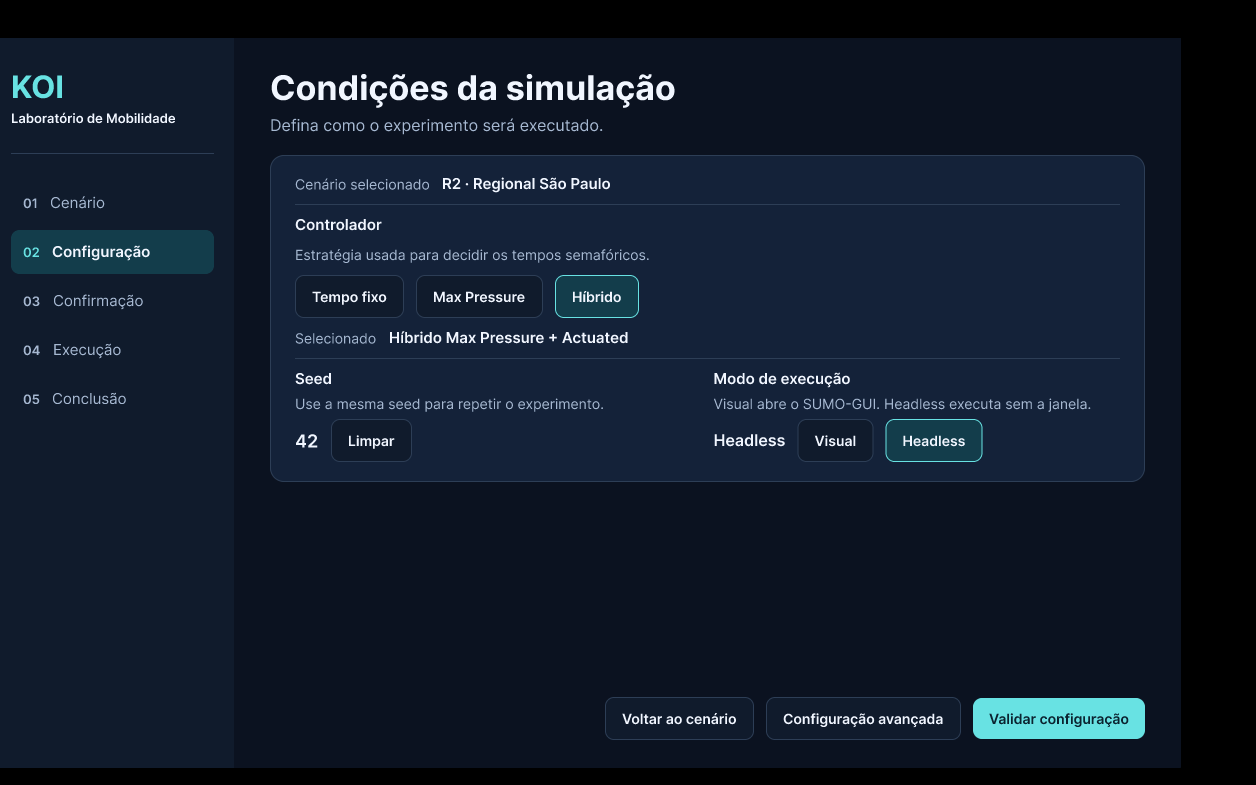 KOI
Laboratório de Mobilidade
01 Cenário
02 Configuração
03 Confirmação
04 Execução
05 Conclusão
Condições da simulação
Defina como o experimento será executado.
Cenário selecionado R2 · Regional São Paulo
Controlador
Estratégia usada para decidir os tempos semafóricos.
Tempo fixo Max Pressure Híbrido
Selecionado Híbrido Max Pressure + Actuated
Seed
Use a mesma seed para repetir o experimento.
42 Limpar
Modo de execução
Visual abre o SUMO-GUI. Headless executa sem a janela.
Headless Visual Headless
Voltar ao cenário Configuração avançada Validar configuração